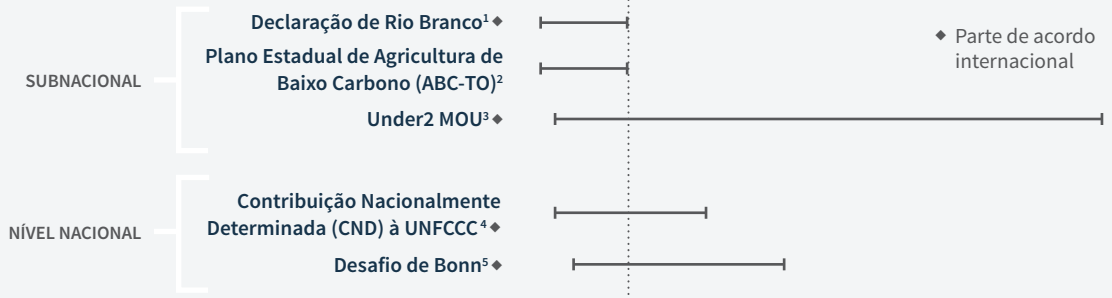 Declaração de Rio Branco¹ ◆
Parte de acordo
internacional
Plano Estadual de Agricultura de
Baixo Carbono (ABC-TO)²
SUBNACIONAL
Under2 MOU³ ◆
Contribuição Nacionalmente
Determinada (CND) à UNFCCC⁴ ◆
NÍVEL NACIONAL
Desafio de Bonn⁵ ◆